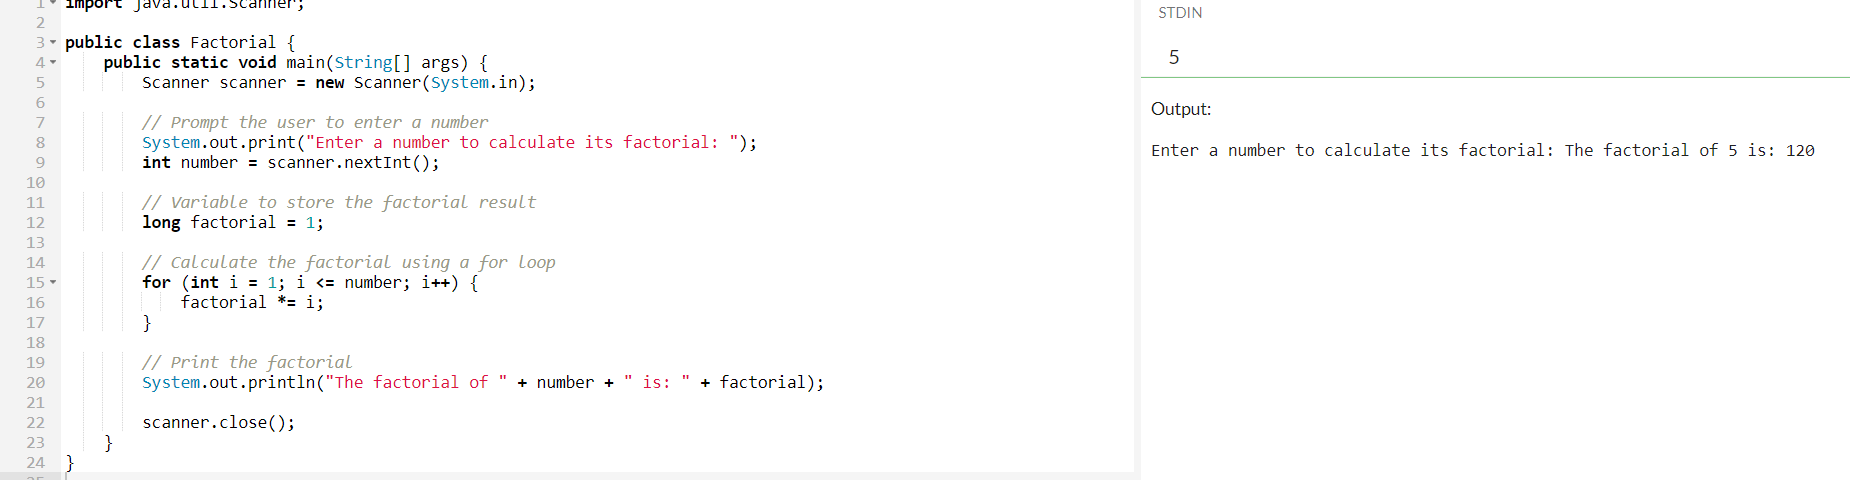 1 import java.util.Scanner;
2
3 public class Factorial {
4     public static void main(String[] args) {
5         Scanner scanner = new Scanner(System.in);
6
7         // Prompt the user to enter a number
8         System.out.print("Enter a number to calculate its factorial: ");
9         int number = scanner.nextInt();
10
11         // Variable to store the factorial result
12         long factorial = 1;
13
14         // Calculate the factorial using a for loop
15         for (int i = 1; i <= number; i++) {
16             factorial *= i;
17         }
18
19         // Print the factorial
20         System.out.println("The factorial of " + number + " is: " + factorial);
21
22         scanner.close();
23     }
24 }
25
STDIN
5
Output:
Enter a number to calculate its factorial: The factorial of 5 is: 120